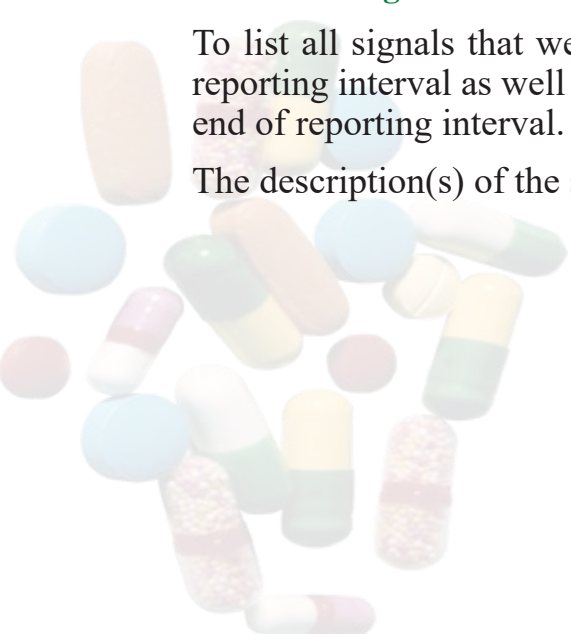 To list all signals that we
reporting interval as well
end of reporting interval.
The description(s) of the